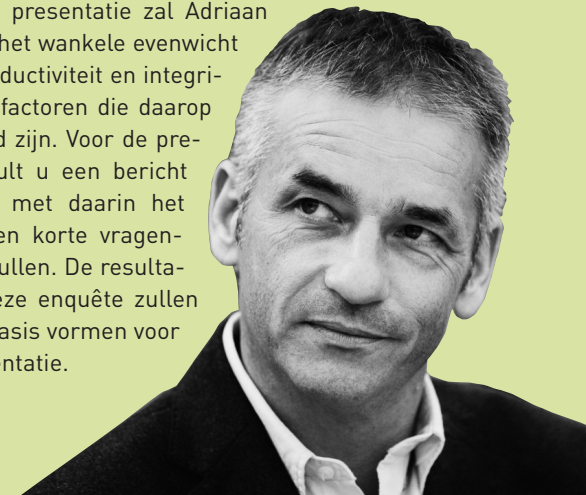 presentatie zal Adriaan
het wankele evenwicht
ductiviteit en integri-
factoren die daarop
d zijn. Voor de pre-
ult u een bericht
met daarin het
en korte vragen-
ullen. De resulta-
eze enquête zullen
asis vormen voor
entatie.